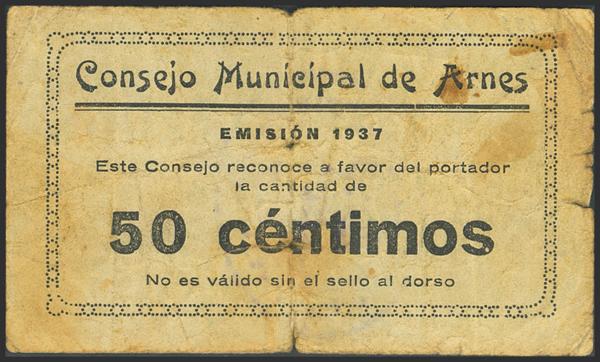 Consejo Municipal de Arnes
EMISIÓN 1937
Este Consejo reconoce a favor del portador
la cantidad de
50 céntimos
No es válido sin el sello al dorso